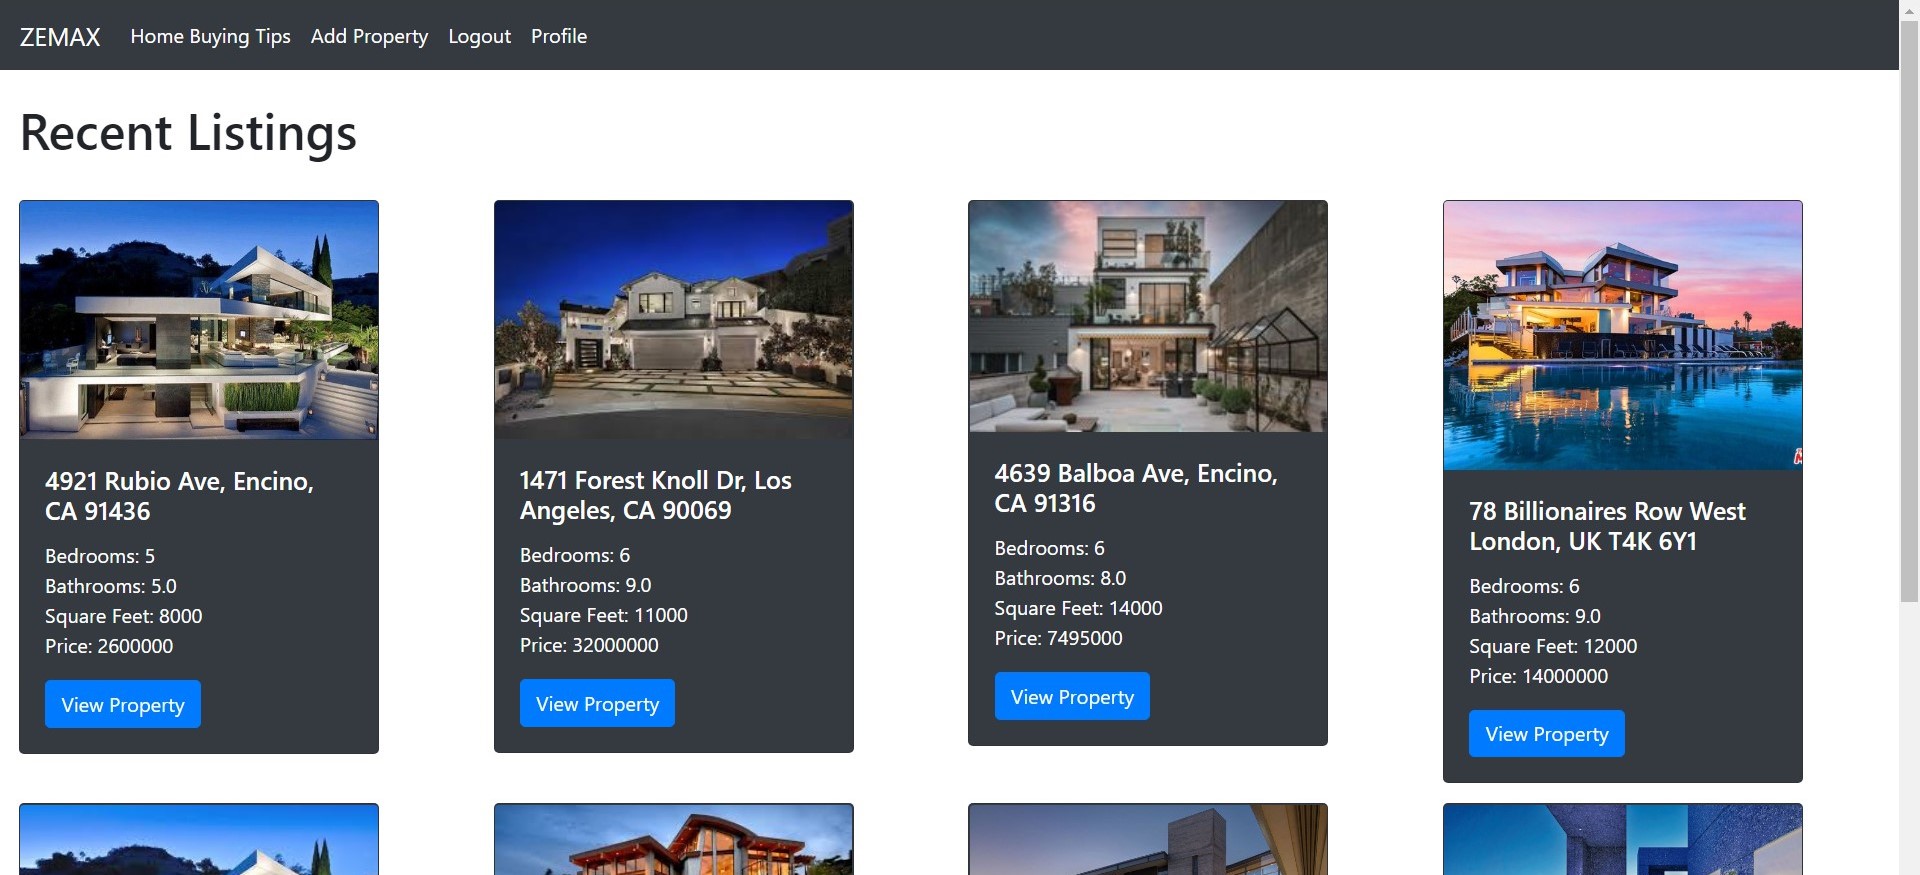 ZEMAX Home Buying Tips Add Property Logout Profile
Recent Listings
4921 Rubio Ave, Encino,
CA 91436
Bedrooms: 5
Bathrooms: 5.0
Square Feet: 8000
Price: 2600000
View Property
1471 Forest Knoll Dr, Los
Angeles, CA 90069
Bedrooms: 6
Bathrooms: 9.0
Square Feet: 11000
Price: 32000000
View Property
4639 Balboa Ave, Encino,
CA 91316
Bedrooms: 6
Bathrooms: 8.0
Square Feet: 14000
Price: 7495000
View Property
78 Billionaires Row West
London, UK T4K 6Y1
Bedrooms: 6
Bathrooms: 9.0
Square Feet: 12000
Price: 14000000
View Property